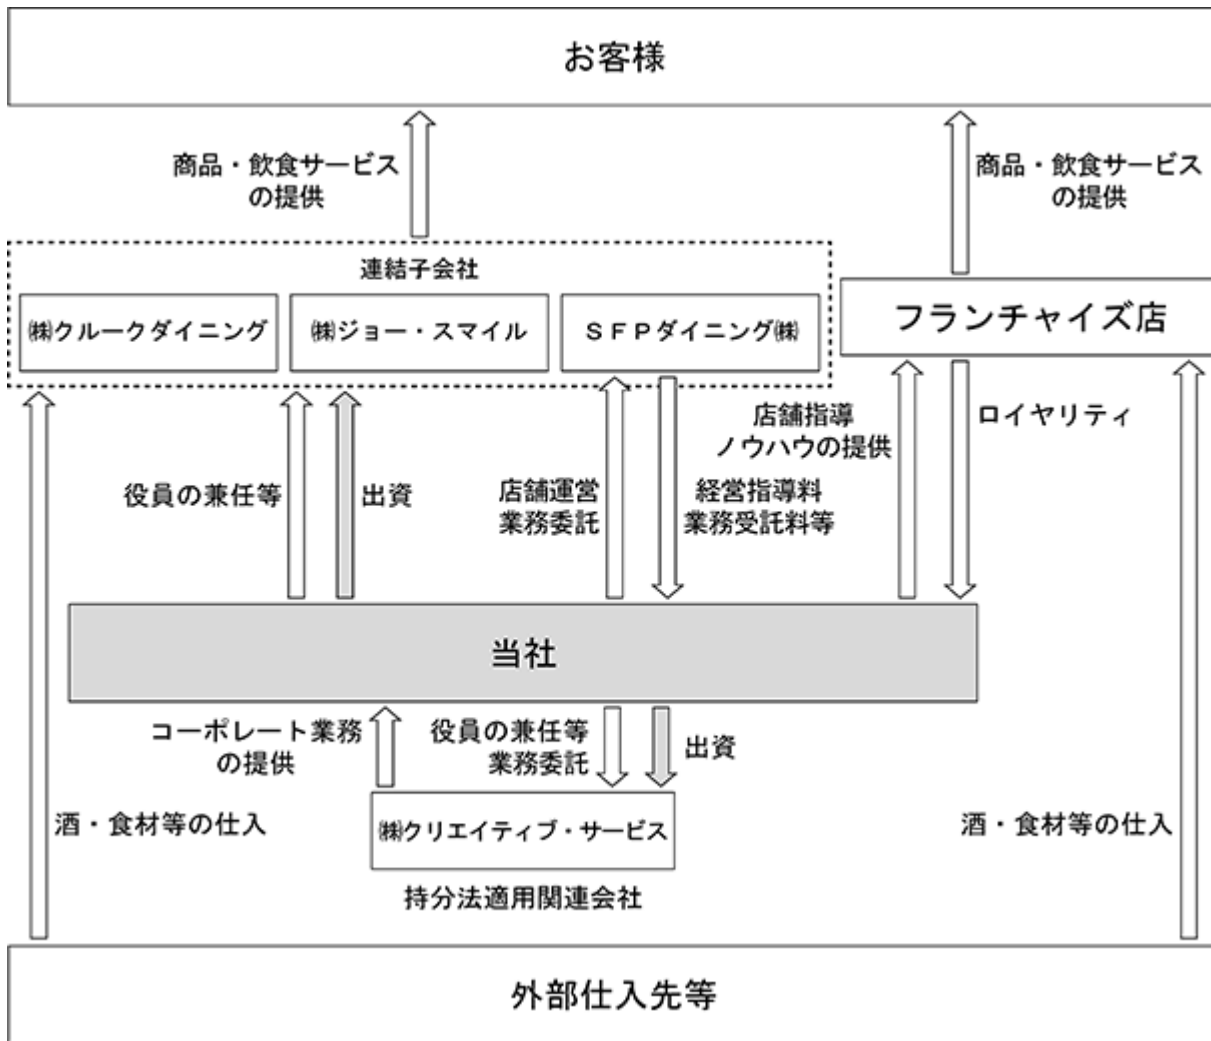 お客様
商品・飲食サービス
の提供
商品・飲食サービス
の提供
連結子会社
㈱クルークダイニング
㈱ジョー・スマイル
ＳＦＰダイニング㈱
フランチャイズ店
役員の兼任等
出資
店舗運営
業務委託
経営指導料
業務受託料等
店舗指導
ノウハウの提供
ロイヤリティ
当社
コーポレート業務
の提供
役員の兼任等
業務委託
出資
㈱クリエイティブ・サービス
持分法適用関連会社
酒・食材等の仕入
酒・食材等の仕入
外部仕入先等